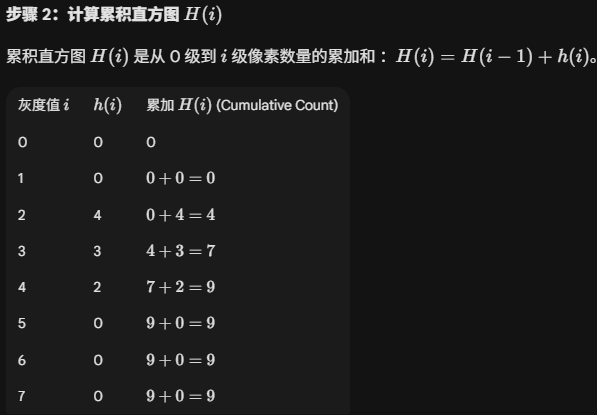 步骤 2：计算累积直方图 H(i)
累积直方图 H(i) 是从 0 级到 i 级像素数量的累加和：H(i) = H(i − 1) + h(i)。
灰度值 i h(i) 累加 H(i) (Cumulative Count)
0 0 0
1 0 0 + 0 = 0
2 4 0 + 4 = 4
3 3 4 + 3 = 7
4 2 7 + 2 = 9
5 0 9 + 0 = 9
6 0 9 + 0 = 9
7 0 9 + 0 = 9